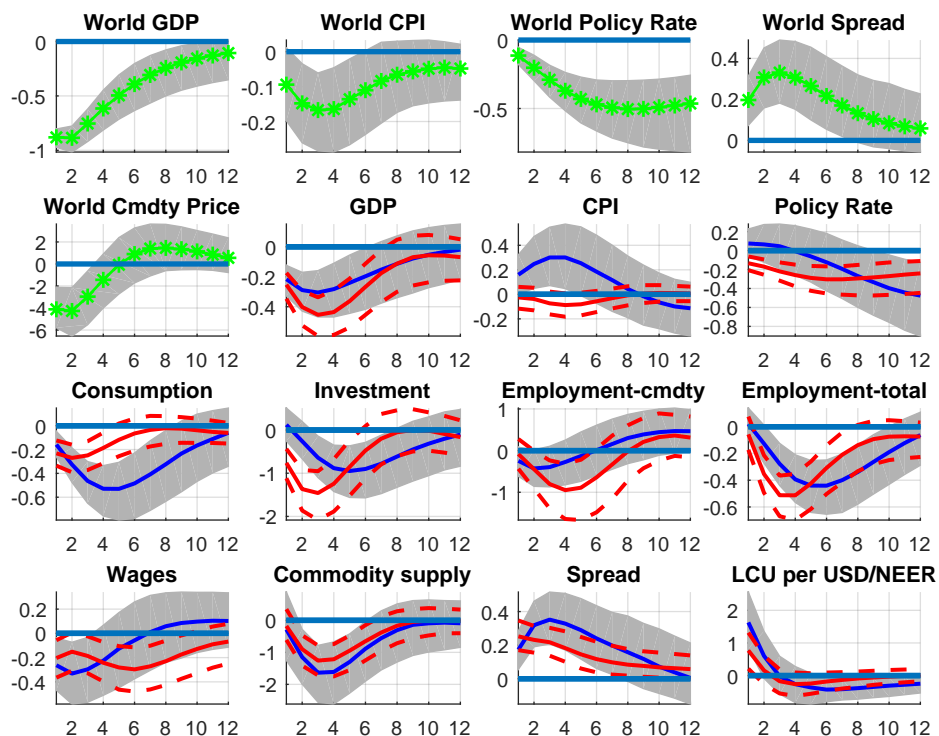 World GDP
World CPI
World Policy Rate
World Spread
0
-0.5
-1
2 4 6 8 10 12
0
-0.1
-0.2
2 4 6 8 10 12
0
-0.5
2 4 6 8 10 12
0.4
0.2
0
2 4 6 8 10 12
World Cmdty Price
GDP
CPI
Policy Rate
2
0
-2
-4
-6
2 4 6 8 10 12
0
-0.2
-0.4
2 4 6 8 10 12
0.4
0.2
0
-0.2
2 4 6 8 10 12
0.2
0
-0.2
-0.4
-0.6
-0.8
2 4 6 8 10 12
Consumption
Investment
Employment-cmdty
Employment-total
0
-0.2
-0.4
-0.6
2 4 6 8 10 12
0
-1
-2
2 4 6 8 10 12
1
0
-1
2 4 6 8 10 12
0
-0.2
-0.4
-0.6
2 4 6 8 10 12
Wages
Commodity supply
Spread
LCU per USD/NEER
0.2
0
-0.2
-0.4
2 4 6 8 10 12
0
-1
-2
2 4 6 8 10 12
0.4
0.2
0
2 4 6 8 10 12
2
1
0
2 4 6 8 10 12